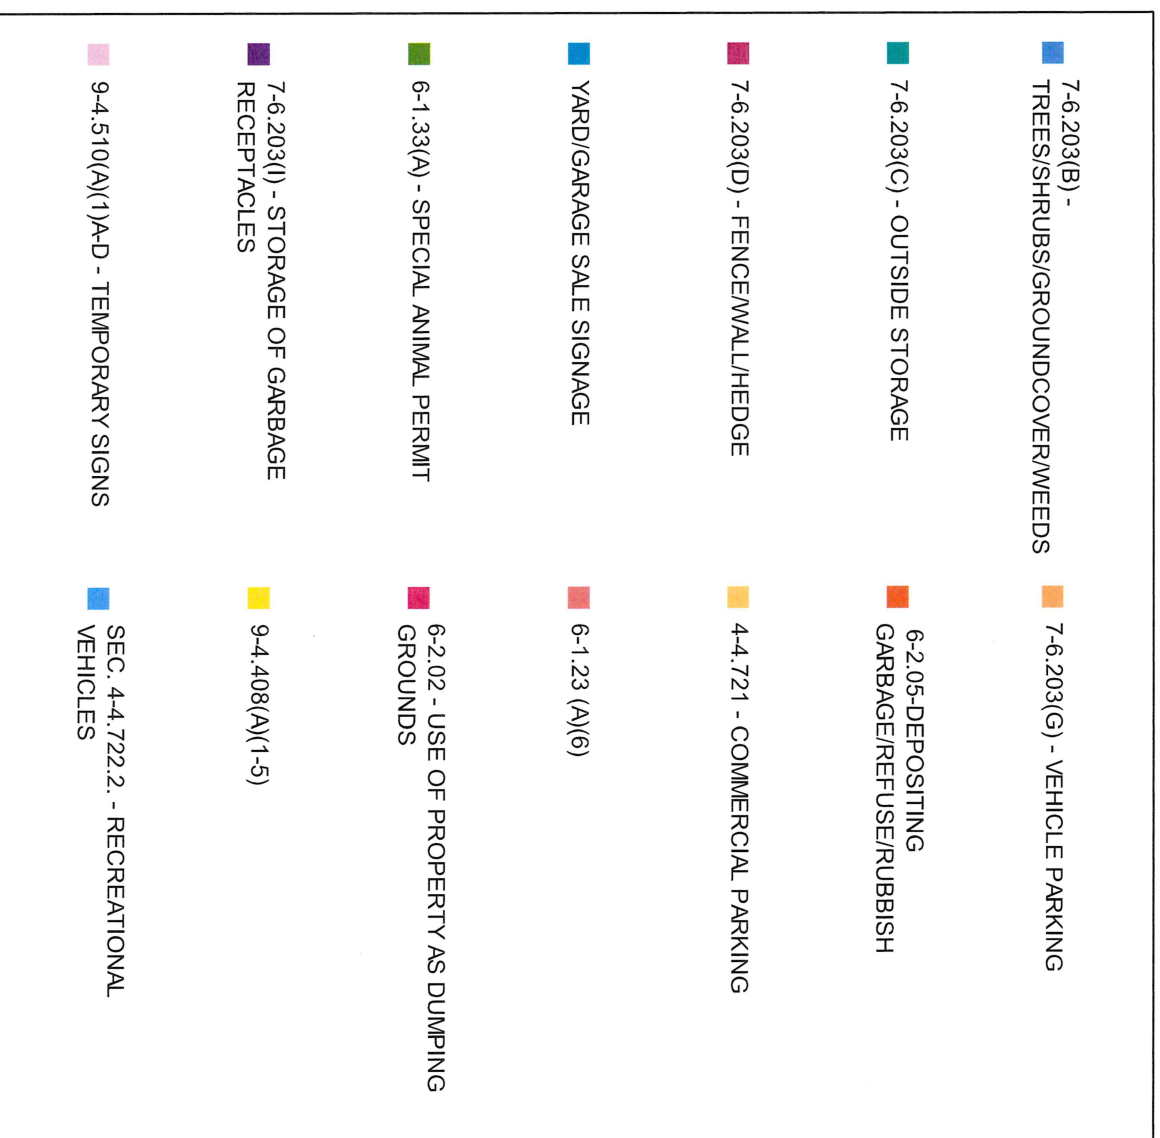 7-6.203(B) -
TREES/SHRUBS/GROUNDCOVER/WEEDS
7-6.203(G) - VEHICLE PARKING
7-6.203(C) - OUTSIDE STORAGE
6-2.05-DEPOSITING
GARBAGE/REFUSE/RUBBISH
7-6.203(D) - FENCE/WALL/HEDGE
4-4.721 - COMMERCIAL PARKING
YARD/GARAGE SALE SIGNAGE
6-1.23 (A)(6)
6-1.33(A) - SPECIAL ANIMAL PERMIT
6-2.02 - USE OF PROPERTY AS DUMPING
GROUNDS
7-6.203(I) - STORAGE OF GARBAGE
RECEPTACLES
9-4.408(A)(1-5)
9-4.510(A)(1)A-D - TEMPORARY SIGNS
SEC. 4-4.722.2. - RECREATIONAL
VEHICLES